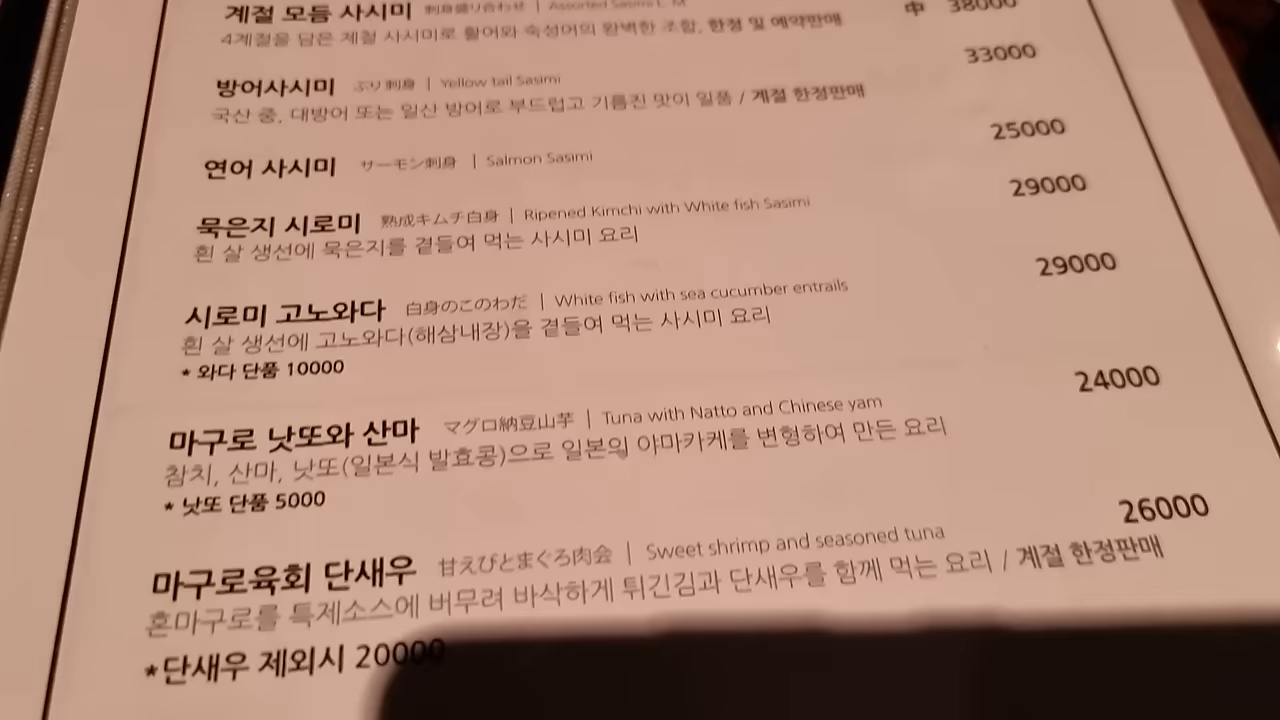 계절 모듬 사시미 刺身盛り合わせ | Assorted Sasimi L. M 中 38000
4계절을 담은 제철 사시미로 활어와 숙성어의 완벽한 조합, 한정 및 예약판매
방어사시미 ぶり刺身 | Yellow tail Sasimi 33000
국산 중, 대방어 또는 일산 방어로 부드럽고 기름진 맛이 일품 / 계절 한정판매
연어 사시미 サーモン刺身 | Salmon Sasimi 25000
묵은지 시로미 熟成キムチ白身 | Ripened Kimchi with White fish Sasimi 29000
흰 살 생선에 묵은지를 곁들여 먹는 사시미 요리
시로미 고노와다 白身のこのわだ | White fish with sea cucumber entrails 29000
흰 살 생선에 고노와다(해삼내장)을 곁들여 먹는 사시미 요리
* 와다 단품 10000
마구로 낫또와 산마 マグロ納豆山芋 | Tuna with Natto and Chinese yam 24000
참치, 산마, 낫또(일본식 발효콩)으로 일본의 야마카케를 변형하여 만든 요리
* 낫또 단품 5000
마구로육회 단새우 甘えびとまぐろ肉会 | Sweet shrimp and seasoned tuna 26000
혼마구로를 특제소스에 버무려 바삭하게 튀긴김과 단새우를 함께 먹는 요리 / 계절 한정판매
*단새우 제외시 20000